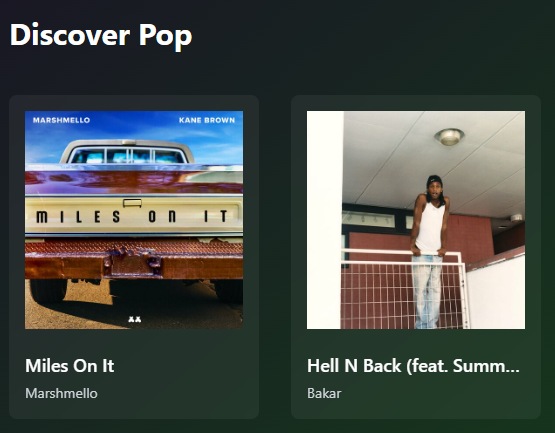 Discover Pop
MARSHMELLO KANE BROWN
MILES ON IT
Miles On It
Marshmello
Hell N Back (feat. Summ...
Bakar